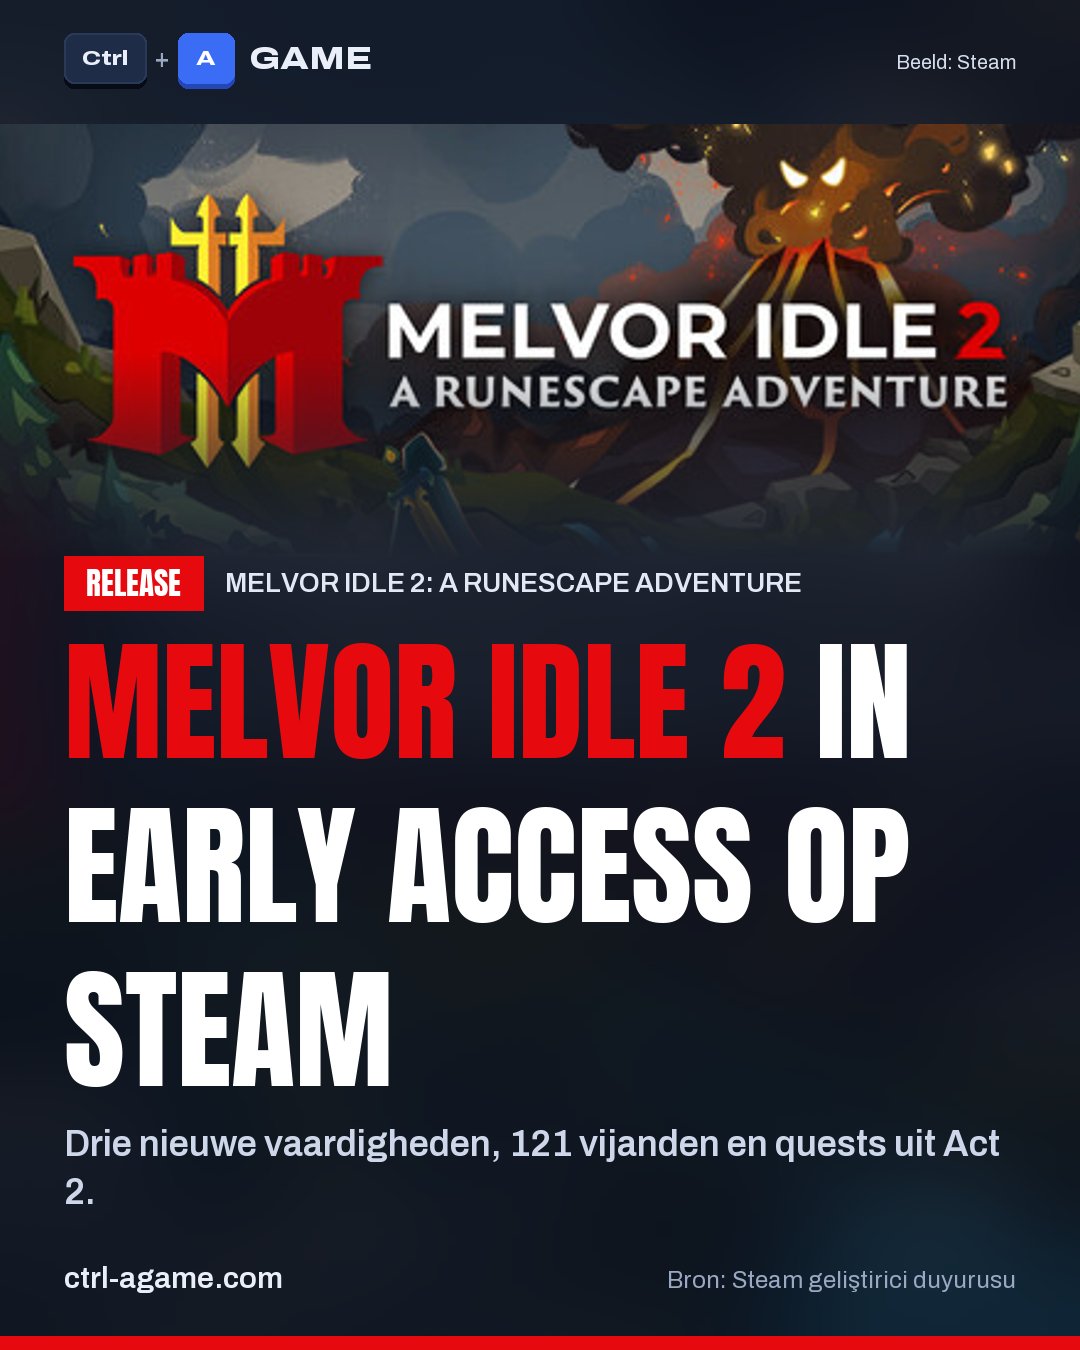 Ctrl + A GAME
Beeld: Steam
MELVOR IDLE 2
A RUNESCAPE ADVENTURE
RELEASE
MELVOR IDLE 2: A RUNESCAPE ADVENTURE
MELVOR IDLE 2 IN
EARLY ACCESS OP
STEAM
Drie nieuwe vaardigheden, 121 vijanden en quests uit Act
2.
ctrl-agame.com
Bron: Steam geliştirici duyurusu